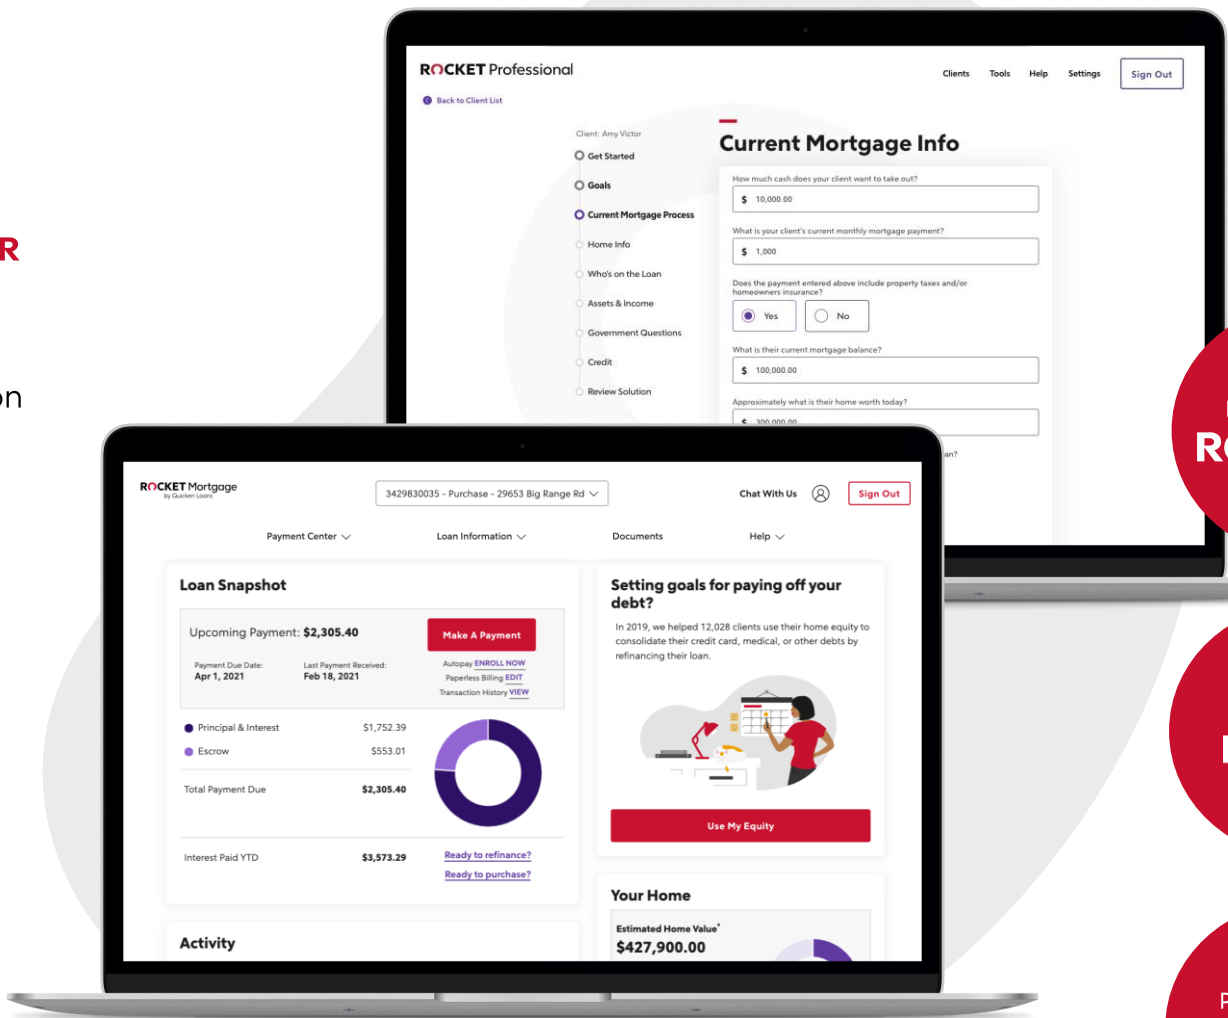 ROCKET Professional
Clients Tools Help Settings Sign Out
Back to Client List
Client: Amy Victor
Get Started
Goals
Current Mortgage Process
Home Info
Who's on the Loan
Assets & Income
Government Questions
Credit
Review Solution
Current Mortgage Info
How much cash does your client want to take out?
$ 10,000.00
What is your client's current monthly mortgage payment?
$ 1,000
Does the payment entered above include property taxes and/or
homeowners insurance?
Yes No
What is their current mortgage balance?
$ 100,000.00
Approximately what is their home worth today?
$ 300,000.00
an?
R
on
ROCKET Mortgage
by Quicken Loans
3429830035 - Purchase - 29653 Big Range Rd
Chat With Us
Sign Out
Payment Center Loan Information Documents Help
Loan Snapshot
Upcoming Payment: $2,305.40
Make A Payment
Payment Due Date:
Apr 1, 2021
Last Payment Received:
Feb 18, 2021
Autopay ENROLL NOW
Paperless Billing EDIT
Transaction History VIEW
Principal & Interest $1,752.39
Escrow $553.01
Total Payment Due $2,305.40
Interest Paid YTD $3,573.29
Ready to refinance?
Ready to purchase?
Activity
Setting goals for paying off your
debt?
In 2019, we helped 12,028 clients use their home equity to
consolidate their credit card, medical, or other debts by
refinancing their loan.
Use My Equity
Your Home
Estimated Home Value*
$427,900.00